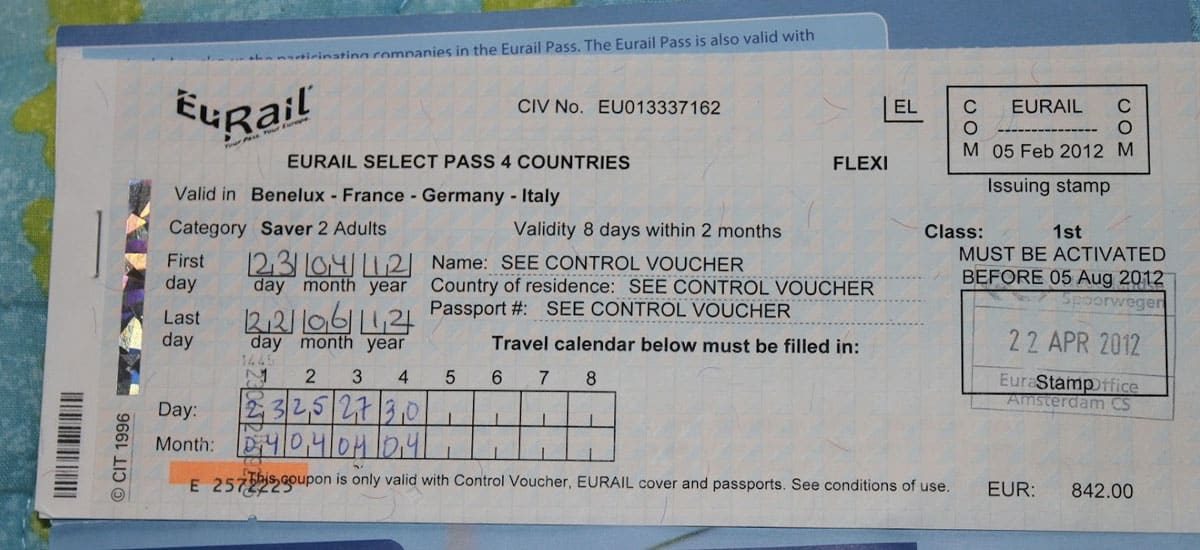 participating companies in the Eurail Pass. The Eurail Pass is also valid with
EuRail
Your Pass. Your Europe.
CIV No. EU013337162
EL
C EURAIL C
O ---------------- O
M 05 Feb 2012 M
Issuing stamp
EURAIL SELECT PASS 4 COUNTRIES
FLEXI
Valid in Benelux - France - Germany - Italy
Category Saver 2 Adults
Validity 8 days within 2 months
Class: 1st
MUST BE ACTIVATED
BEFORE 05 Aug 2012
First day 23 04 12
day month year
Name: SEE CONTROL VOUCHER
Country of residence: SEE CONTROL VOUCHER
Passport #: SEE CONTROL VOUCHER
Last day 22 06 12
day month year
Travel calendar below must be filled in:
Spoorwegen
22 APR 2012
Stamp
Office
Amsterdam CS
1445
1 2 3 4 5 6 7 8
Day: 23 25 27 30
Month: 04 04 04 04
E 2572223
This coupon is only valid with Control Voucher, EURAIL cover and passports. See conditions of use.
EUR: 842.00
© CIT 1996